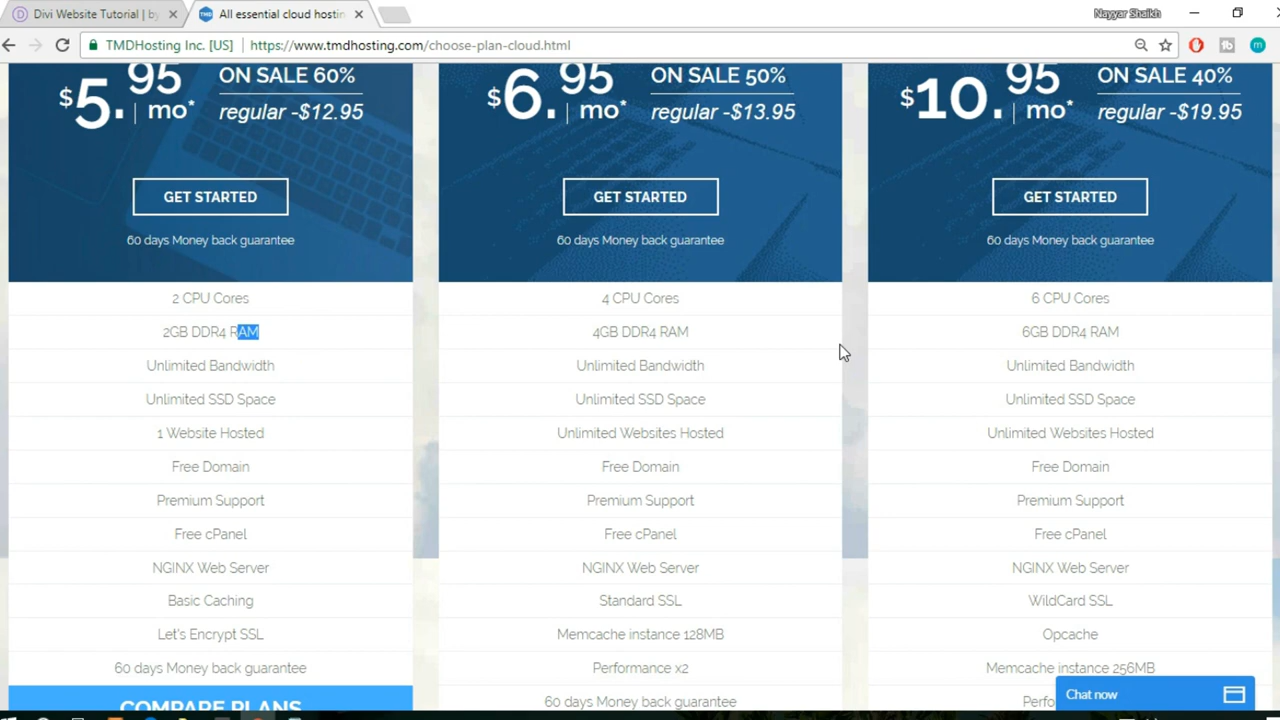 Divi Website Tutorial | by
All essential cloud hostin
Nayyar Shaikh
TMDHosting Inc. [US]
https://www.tmdhosting.com/choose-plan-cloud.html
$5.95 mo*
ON SALE 60%
regular -$12.95
GET STARTED
60 days Money back guarantee
2 CPU Cores
2GB DDR4 RAM
Unlimited Bandwidth
Unlimited SSD Space
1 Website Hosted
Free Domain
Premium Support
Free cPanel
NGINX Web Server
Basic Caching
Let's Encrypt SSL
60 days Money back guarantee
COMPARE PLANS
$6.95 mo*
ON SALE 50%
regular -$13.95
GET STARTED
60 days Money back guarantee
4 CPU Cores
4GB DDR4 RAM
Unlimited Bandwidth
Unlimited SSD Space
Unlimited Websites Hosted
Free Domain
Premium Support
Free cPanel
NGINX Web Server
Standard SSL
Memcache instance 128MB
Performance x2
60 days Money back guarantee
$10.95 mo*
ON SALE 40%
regular -$19.95
GET STARTED
60 days Money back guarantee
6 CPU Cores
6GB DDR4 RAM
Unlimited Bandwidth
Unlimited SSD Space
Unlimited Websites Hosted
Free Domain
Premium Support
Free cPanel
NGINX Web Server
WildCard SSL
Opcache
Memcache instance 256MB
Chat now